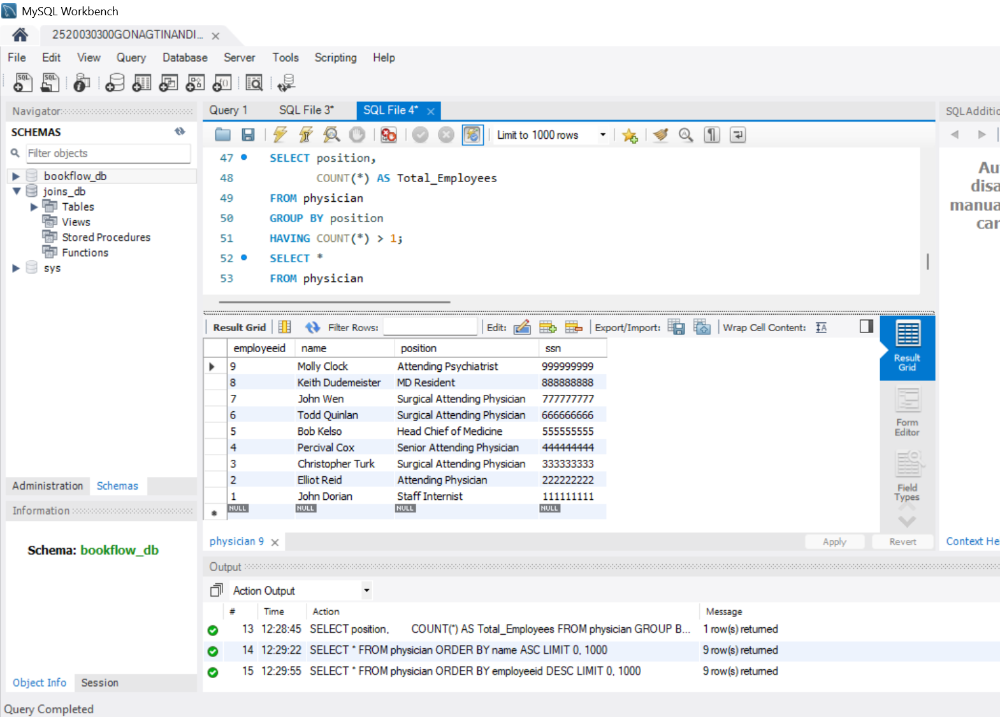 MySQL Workbench
2520030300GONAGTINANDI...
File Edit View Query Database Server Tools Scripting Help
Navigator
SCHEMAS
Filter objects
bookflow_db
joins_db
Tables
Views
Stored Procedures
Functions
sys
Administration Schemas
Information
Schema: bookflow_db
Object Info Session
Query 1 SQL File 3* SQL File 4*
Limit to 1000 rows
47 SELECT position,
48 COUNT(*) AS Total_Employees
49 FROM physician
50 GROUP BY position
51 HAVING COUNT(*) > 1;
52 SELECT *
53 FROM physician
Result Grid Filter Rows: Edit: Export/Import: Wrap Cell Content:
employeeid name position ssn
9 Molly Clock Attending Psychiatrist 999999999
8 Keith Dudemeister MD Resident 888888888
7 John Wen Surgical Attending Physician 777777777
6 Todd Quinlan Surgical Attending Physician 666666666
5 Bob Kelso Head Chief of Medicine 555555555
4 Percival Cox Senior Attending Physician 444444444
3 Christopher Turk Surgical Attending Physician 333333333
2 Elliot Reid Attending Physician 222222222
1 John Dorian Staff Internist 111111111
NULL NULL NULL NULL
Result
Grid
Form
Editor
Field
Types
physician 9 Apply Revert
Output
Action Output
# Time Action Message
13 12:28:45 SELECT position, COUNT(*) AS Total_Employees FROM physician GROUP B... 1 row(s) returned
14 12:29:22 SELECT * FROM physician ORDER BY name ASC LIMIT 0, 1000 9 row(s) returned
15 12:29:55 SELECT * FROM physician ORDER BY employeeid DESC LIMIT 0, 1000 9 row(s) returned
SQLAdditio
Au
disa
manua
car
Context He
Query Completed